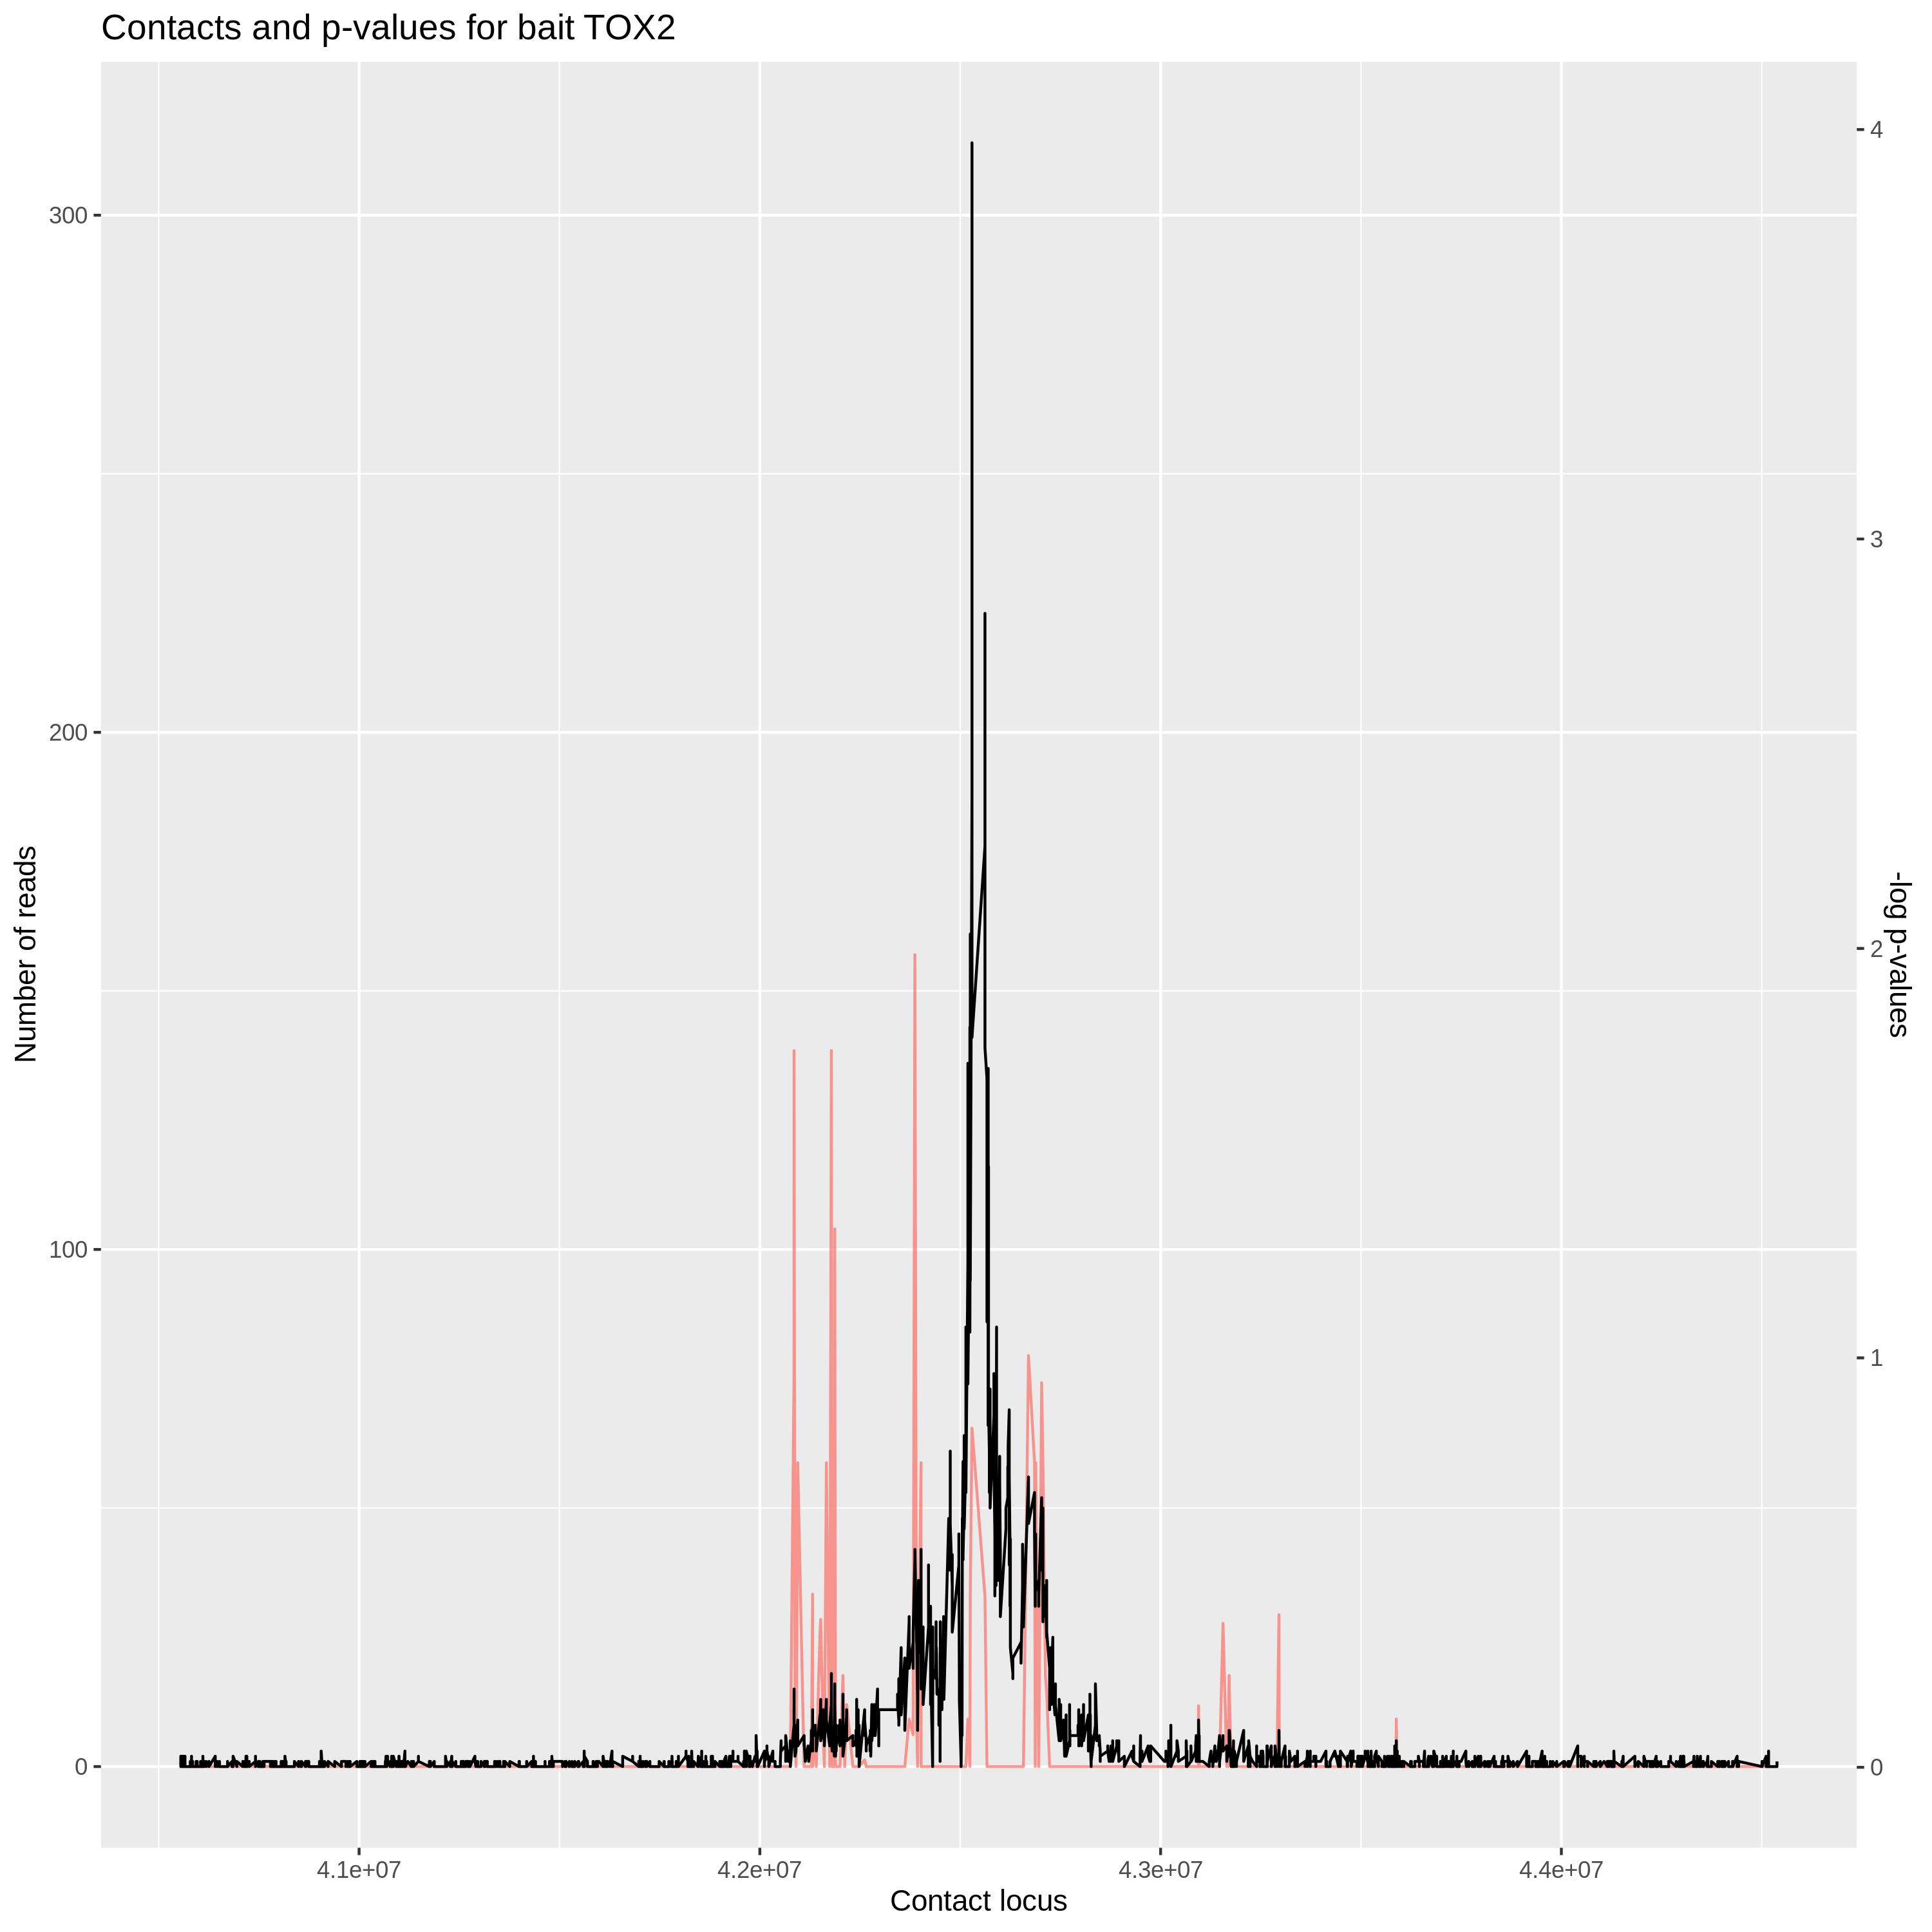 Contacts and p-values for bait TOX2
Number of reads
300
200
100
0
4
3
2
1
0
-log p-values
4.1e+07
4.2e+07
4.3e+07
4.4e+07
Contact locus